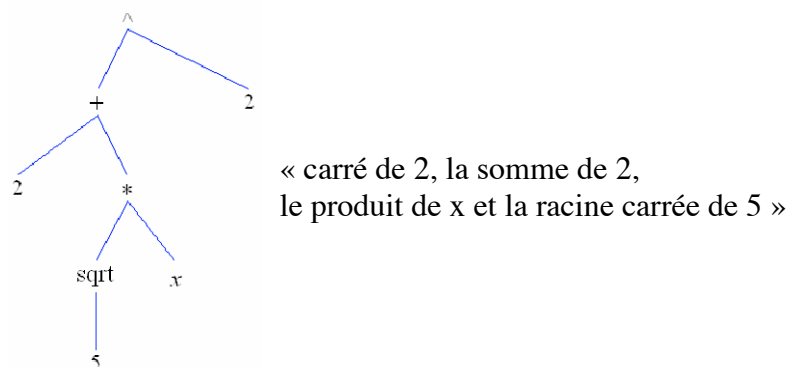 ^
+ 2
2 *
sqrt x
5
« carré de 2, la somme de 2,
le produit de x et la racine carrée de 5 »